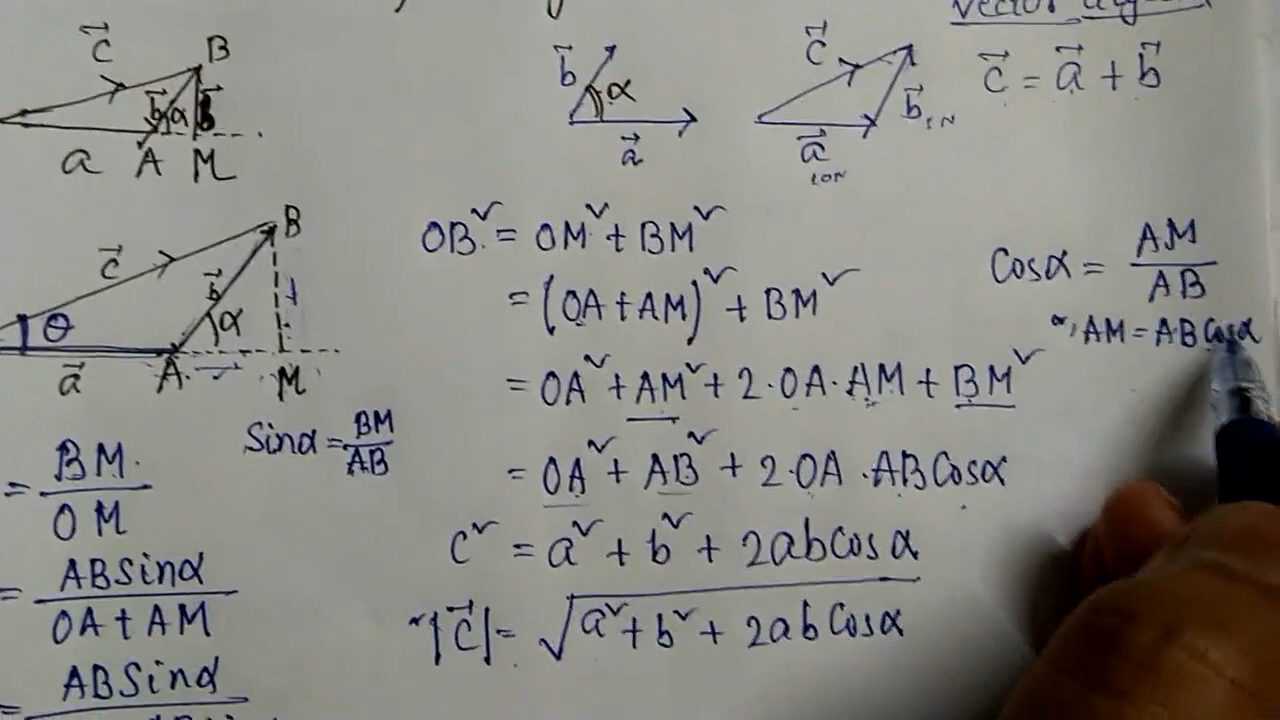 c⃗ B
b⃗ α
a A M
b⃗ α
a⃗
c⃗
b⃗
a⃗
c⃗ = a⃗ + b⃗
c⃗ B
b⃗
θ α
a⃗ A M
OB² = OM² + BM²
= (OA + AM)² + BM²
= OA² + AM² + 2·OA·AM + BM²
= OA² + AB² + 2·OA·ABCosα
c² = a² + b² + 2abCosα
|c⃗| = √a² + b² + 2abCosα
Cosα = AM/AB
AM = ABCosα
Sinα = BM/AB
= BM/OM
= ABSinα/OA + AM
= ABSinα